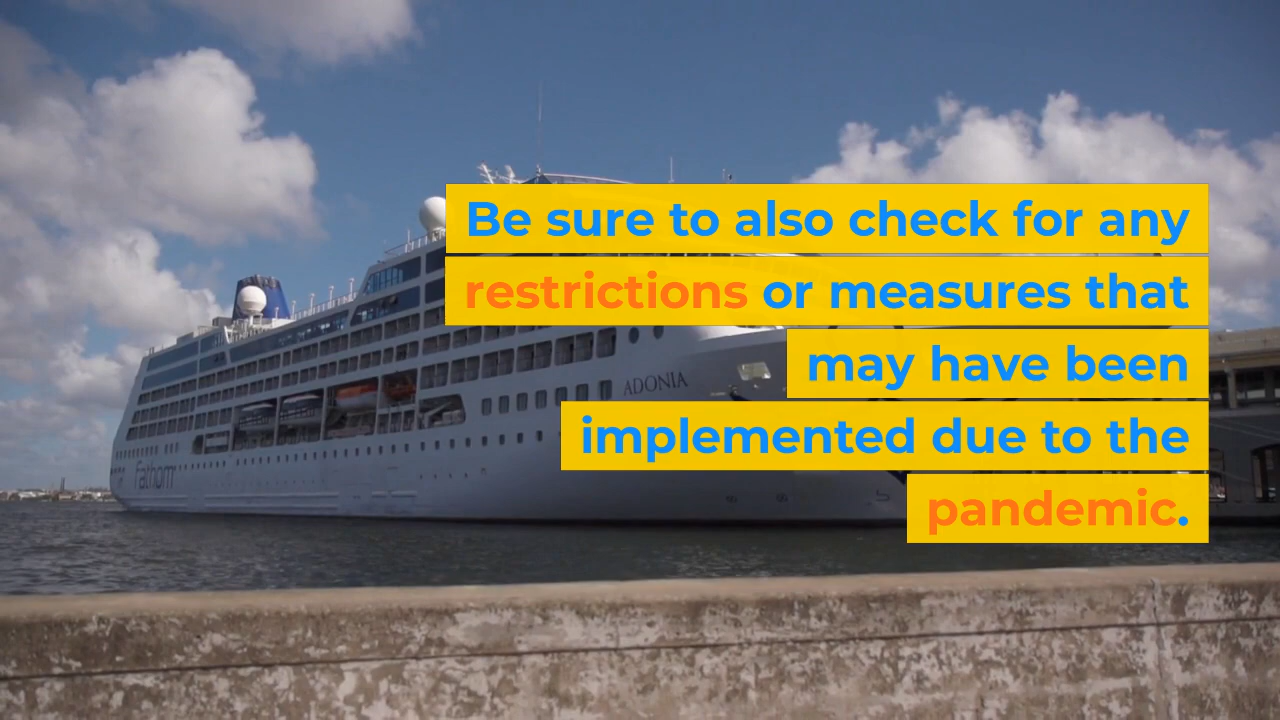 Be sure to also check for any
restrictions or measures that
may have been
implemented due to the
pandemic.
ADONIA
fathom